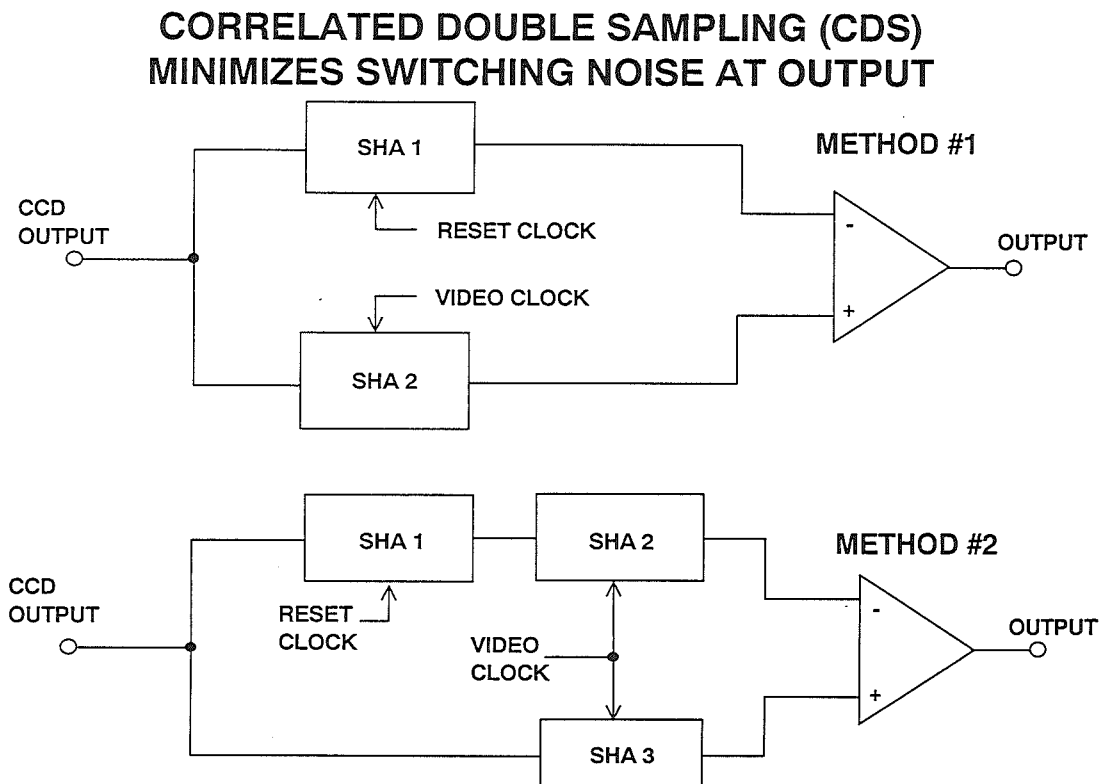 CORRELATED DOUBLE SAMPLING (CDS)
MINIMIZES SWITCHING NOISE AT OUTPUT
SHA 1
METHOD #1
CCD
OUTPUT
RESET CLOCK
-
OUTPUT
VIDEO CLOCK
+
SHA 2
SHA 1
SHA 2
METHOD #2
CCD
OUTPUT
RESET
CLOCK
-
OUTPUT
VIDEO
CLOCK
+
SHA 3